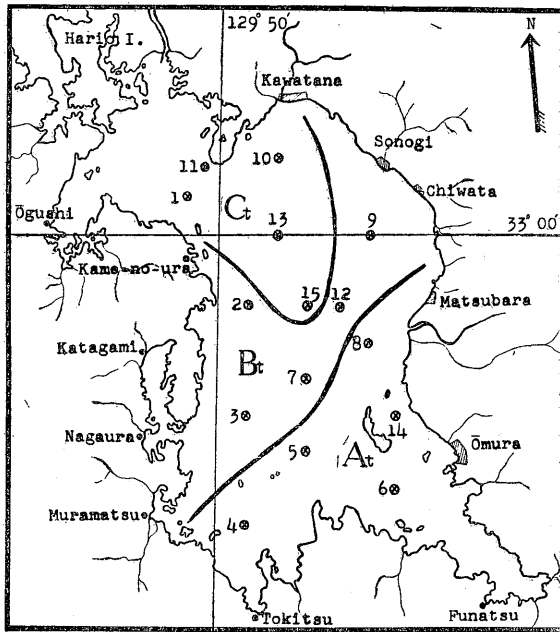 129° 50'
N
Hario I.
Kawatana
Sonogi
11
10
Chiwata
1
Ct
Ōgushi
13
9
33° 00'
Kame-no-ura
2
15
12
Matsubara
8
Katagami
Bt
7
3
14
Nagaura
5
At
Ōmura
6
Muramatsu
4
Tokitsu
Funatsu